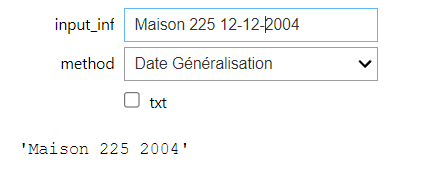 input_inf Maison 225 12-12-2004
method Date Généralisation
txt
'Maison 225 2004'